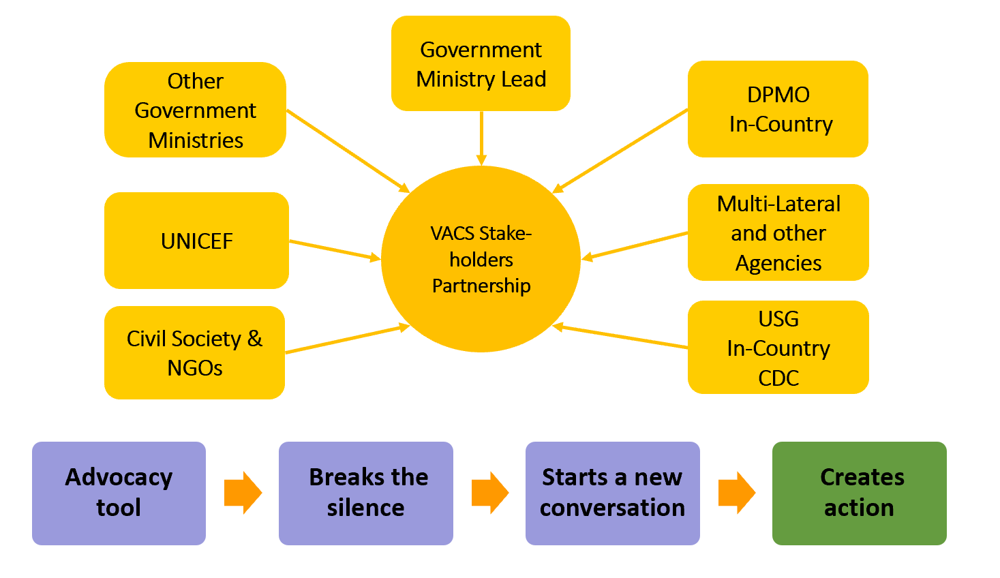 Government
Ministry Lead
Other
Government
Ministries
DPMO
In-Country
UNICEF
VACS Stake-
holders
Partnership
Multi-Lateral
and other
Agencies
Civil Society &
NGOs
USG
In-Country
CDC
Advocacy
tool
Breaks the
silence
Starts a new
conversation
Creates
action